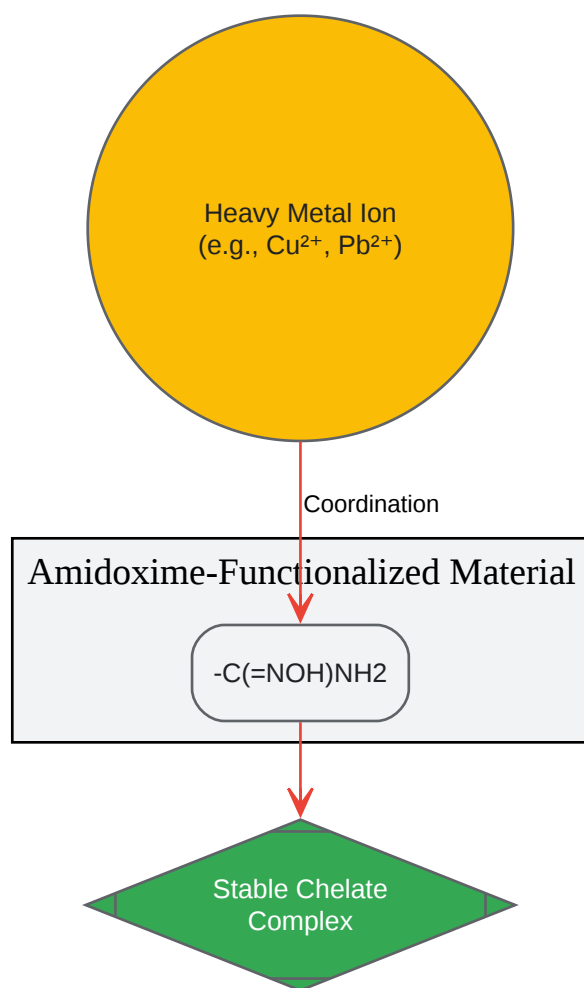 Heavy Metal Ion
(e.g., Cu²⁺, Pb²⁺)
Coordination
Amidoxime-Functionalized Material
-C(=NOH)NH2
Stable Chelate
Complex